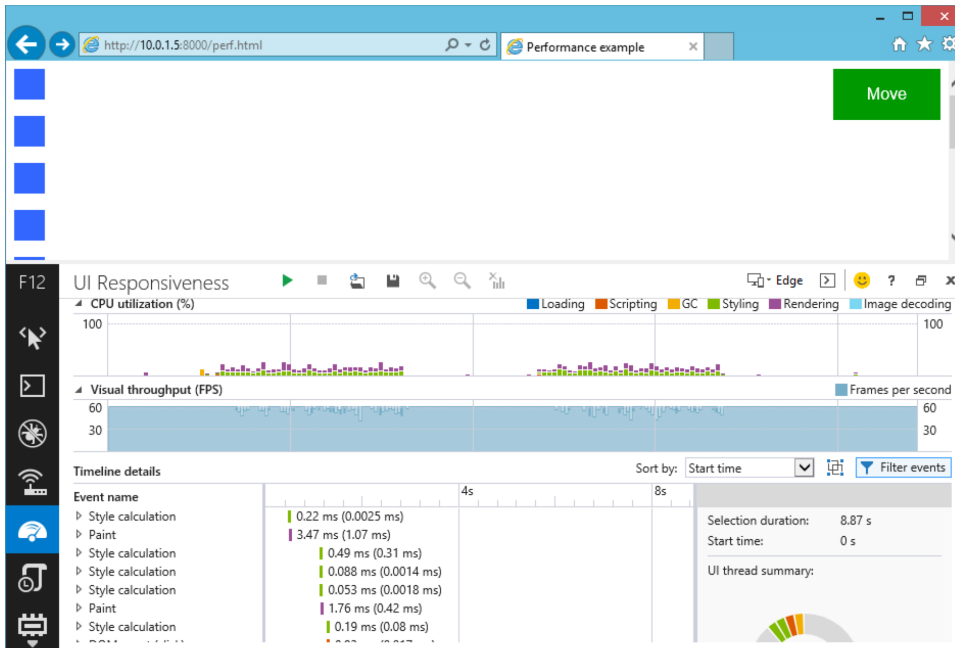 http://10.0.1.5:8000/perf.html
Performance example
Move
F12
UI Responsiveness
Edge
?
CPU utilization (%)
Loading Scripting GC Styling Rendering Image decoding
100 100
Visual throughput (FPS)
Frames per second
60 60
30 30
Timeline details
Sort by: Start time
Filter events
Event name
4s 8s
Style calculation 0.22 ms (0.0025 ms)
Paint 3.47 ms (1.07 ms)
Style calculation 0.49 ms (0.31 ms)
Style calculation 0.088 ms (0.0014 ms)
Style calculation 0.053 ms (0.0018 ms)
Paint 1.76 ms (0.42 ms)
Style calculation 0.19 ms (0.08 ms)
Selection duration: 8.87 s
Start time: 0 s
UI thread summary: